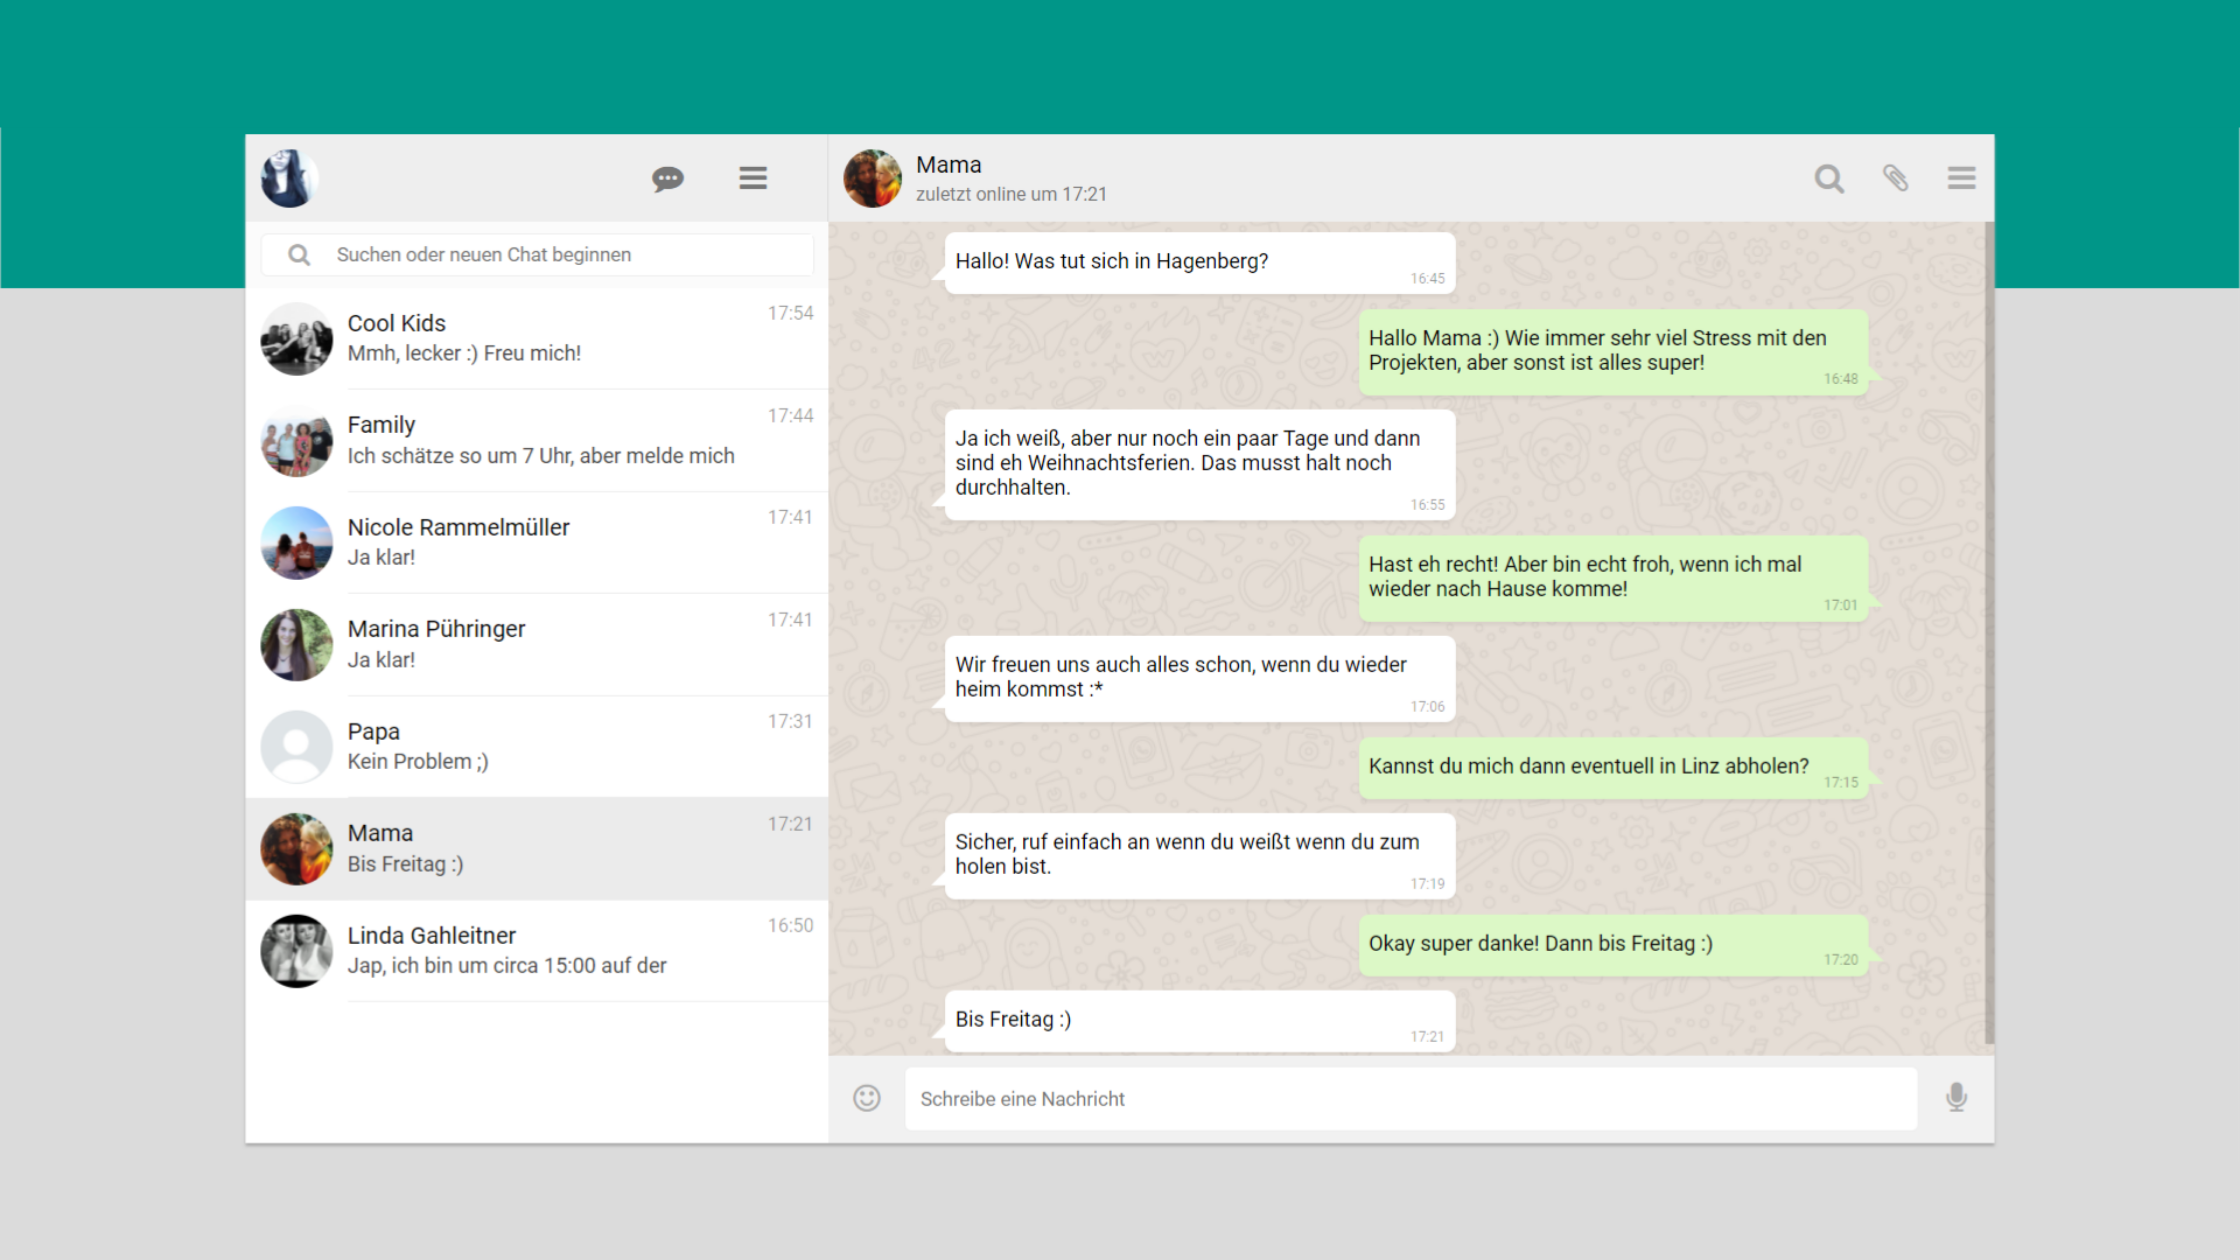 Suchen oder neuen Chat beginnen
Cool Kids
17:54
Mmh, lecker :) Freu mich!
Family
17:44
Ich schätze so um 7 Uhr, aber melde mich
Nicole Rammelmüller
17:41
Ja klar!
Marina Pühringer
17:41
Ja klar!
Papa
17:31
Kein Problem ;)
Mama
17:21
Bis Freitag :)
Linda Gahleitner
16:50
Jap, ich bin um circa 15:00 auf der
Mama
zuletzt online um 17:21
Hallo! Was tut sich in Hagenberg?
16:45
Hallo Mama :) Wie immer sehr viel Stress mit den
Projekten, aber sonst ist alles super!
16:48
Ja ich weiß, aber nur noch ein paar Tage und dann
sind eh Weihnachtsferien. Das musst halt noch
durchhalten.
16:55
Hast eh recht! Aber bin echt froh, wenn ich mal
wieder nach Hause komme!
17:01
Wir freuen uns auch alles schon, wenn du wieder
heim kommst :*
17:06
Kannst du mich dann eventuell in Linz abholen?
17:15
Sicher, ruf einfach an wenn du weißt wenn du zum
holen bist.
17:19
Okay super danke! Dann bis Freitag :)
17:20
Bis Freitag :)
17:21
Schreibe eine Nachricht